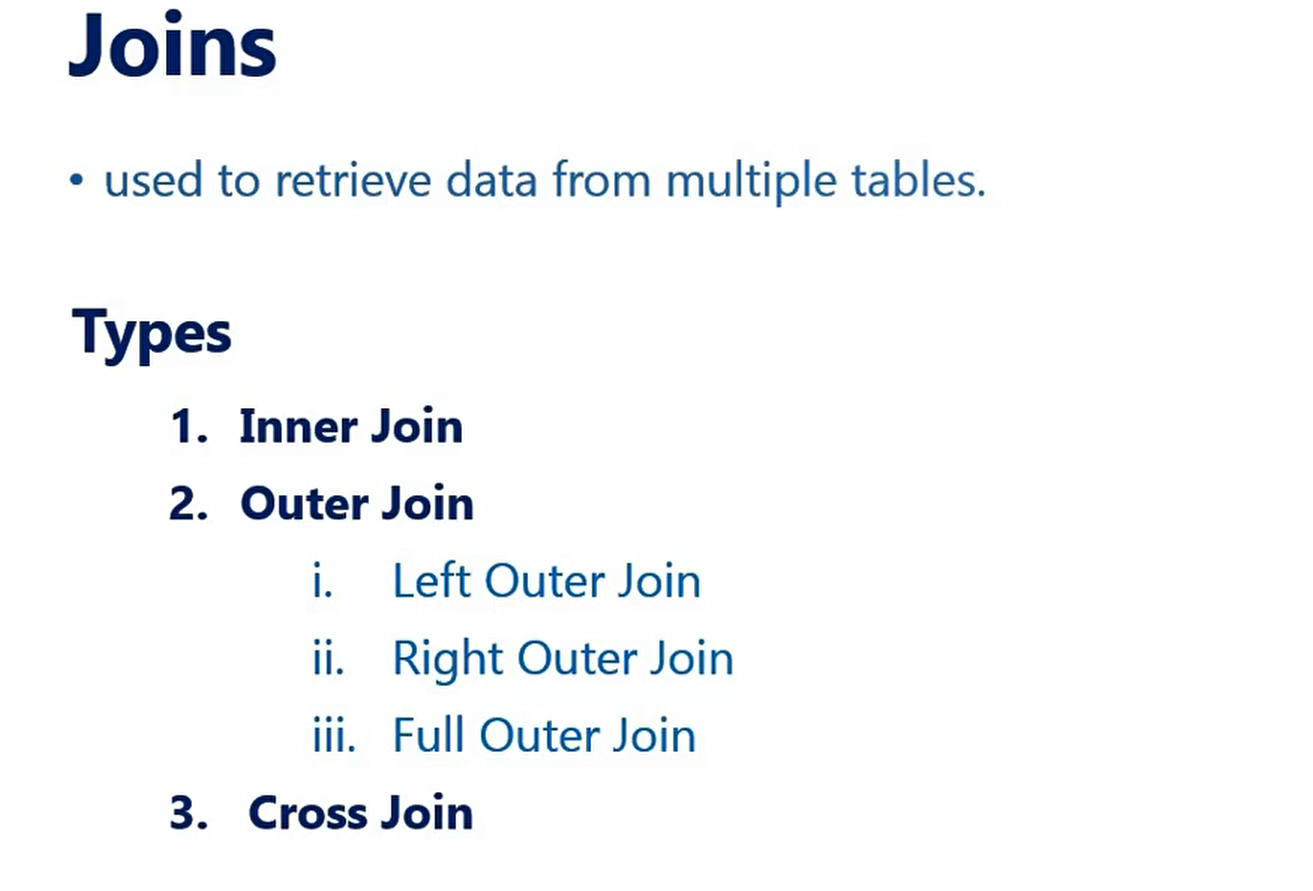 Joins
• used to retrieve data from multiple tables.
Types
1. Inner Join
2. Outer Join
i. Left Outer Join
ii. Right Outer Join
iii. Full Outer Join
3. Cross Join